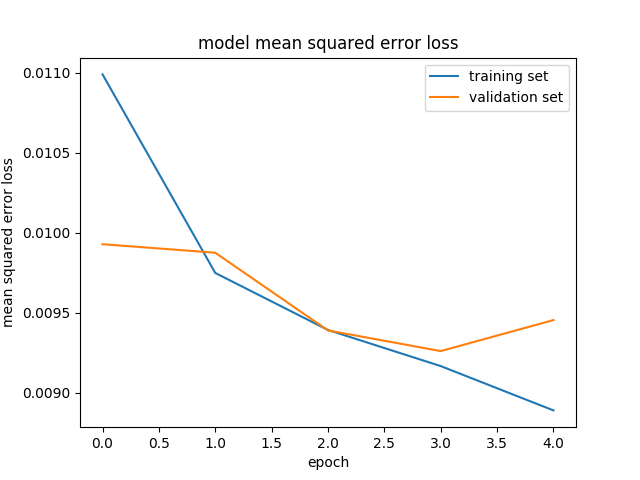 model mean squared error loss
training set
validation set
mean squared error loss
0.0110
0.0105
0.0100
0.0095
0.0090
0.0
0.5
1.0
1.5
2.0
2.5
3.0
3.5
4.0
epoch